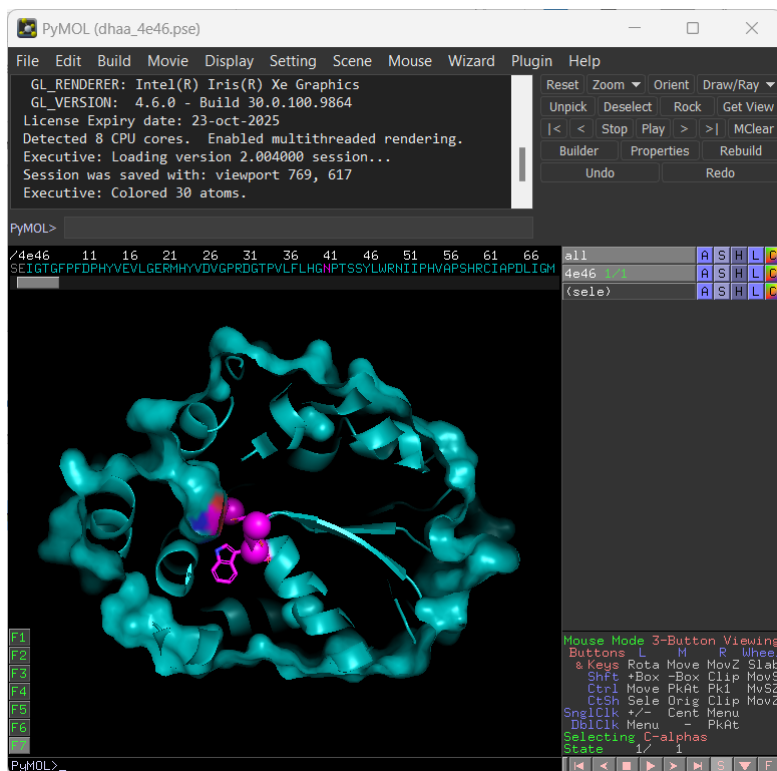 PyMOL (dhaa_4e46.pse)
File Edit Build Movie Display Setting Scene Mouse Wizard Plugin Help
GL_RENDERER: Intel(R) Iris(R) Xe Graphics
GL_VERSION: 4.6.0 - Build 30.0.100.9864
License Expiry date: 23-oct-2025
Detected 8 CPU cores. Enabled multithreaded rendering.
Executive: Loading version 2.004000 session...
Session was saved with: viewport 769, 617
Executive: Colored 30 atoms.
Reset Zoom Orient Draw/Ray
Unpick Deselect Rock Get View
|< < Stop Play > >| MClear
Builder Properties Rebuild
Undo Redo
PyMOL>
/4e46 11 16 21 26 31 36 41 46 51 56 61 66
SEIGTGFPFDPHYVEVLGERMHYVDVGPRDGTPVLFLHGNPTSSYLWRNIIPHVAPSHRCIAPDLIGM
all A S H L C
4e46 1/1 A S H L C
(sele) A S H L C
F1
F2
F3
F4
F5
F6
F7
Mouse Mode 3-Button Viewing
Buttons L M R Wheel
& Keys Rota Move MovZ Slab
Shft +Box -Box Clip MovS
Ctrl Move PkAt Pk1 MvSZ
CtSh Sele Orig Clip MovZ
SnglClk +/- Cent Menu
DblClk Menu - PkAt
Selecting C-alphas
State 1/ 1
PyMOL>_
S F